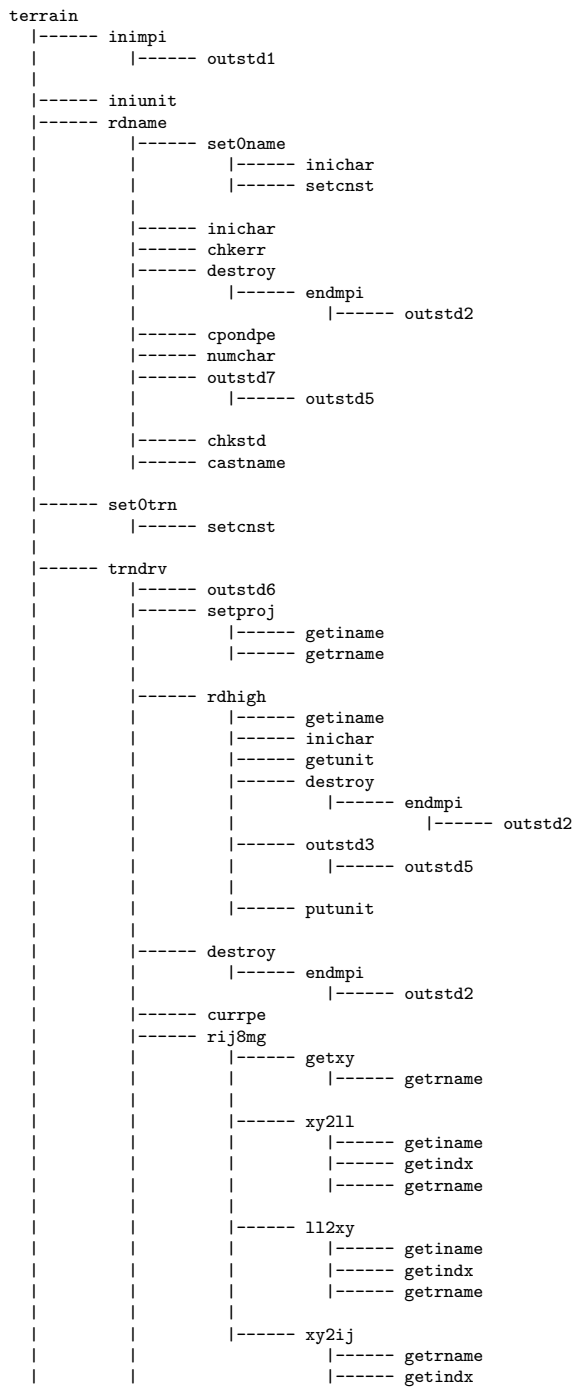 terrain
  |------ inimpi
  |         |------ outstd1
  |
  |------ iniunit
  |------ rdname
  |         |------ set0name
  |         |         |------ inichar
  |         |         |------ setcnst
  |         |
  |         |------ inichar
  |         |------ chkerr
  |         |------ destroy
  |         |         |------ endmpi
  |         |                   |------ outstd2
  |         |------ cpondpe
  |         |------ numchar
  |         |------ outstd7
  |         |         |------ outstd5
  |         |
  |         |------ chkstd
  |         |------ castname
  |
  |------ set0trn
  |         |------ setcnst
  |
  |------ trndrv
  |         |------ outstd6
  |         |------ setproj
  |         |         |------ getiname
  |         |         |------ getrname
  |         |
  |         |------ rdhigh
  |         |         |------ getiname
  |         |         |------ inichar
  |         |         |------ getunit
  |         |         |------ destroy
  |         |         |         |------ endmpi
  |         |         |                   |------ outstd2
  |         |         |------ outstd3
  |         |         |         |------ outstd5
  |         |         |
  |         |         |------ putunit
  |         |
  |         |------ destroy
  |         |         |------ endmpi
  |         |                   |------ outstd2
  |         |------ currpe
  |         |------ rij8mg
  |         |         |------ getxy
  |         |         |         |------ getrname
  |         |         |
  |         |         |------ xy2ll
  |         |         |         |------ getiname
  |         |         |         |------ getindx
  |         |         |         |------ getrname
  |         |         |
  |         |         |------ ll2xy
  |         |         |         |------ getiname
  |         |         |         |------ getindx
  |         |         |         |------ getrname
  |         |         |
  |         |         |------ xy2ij
  |         |         |         |------ getrname
  |         |         |         |------ getindx